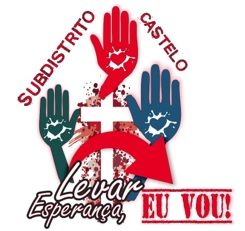 SUBDISTRITO
CASTELO
Levar
Esperança,
EU VOU!